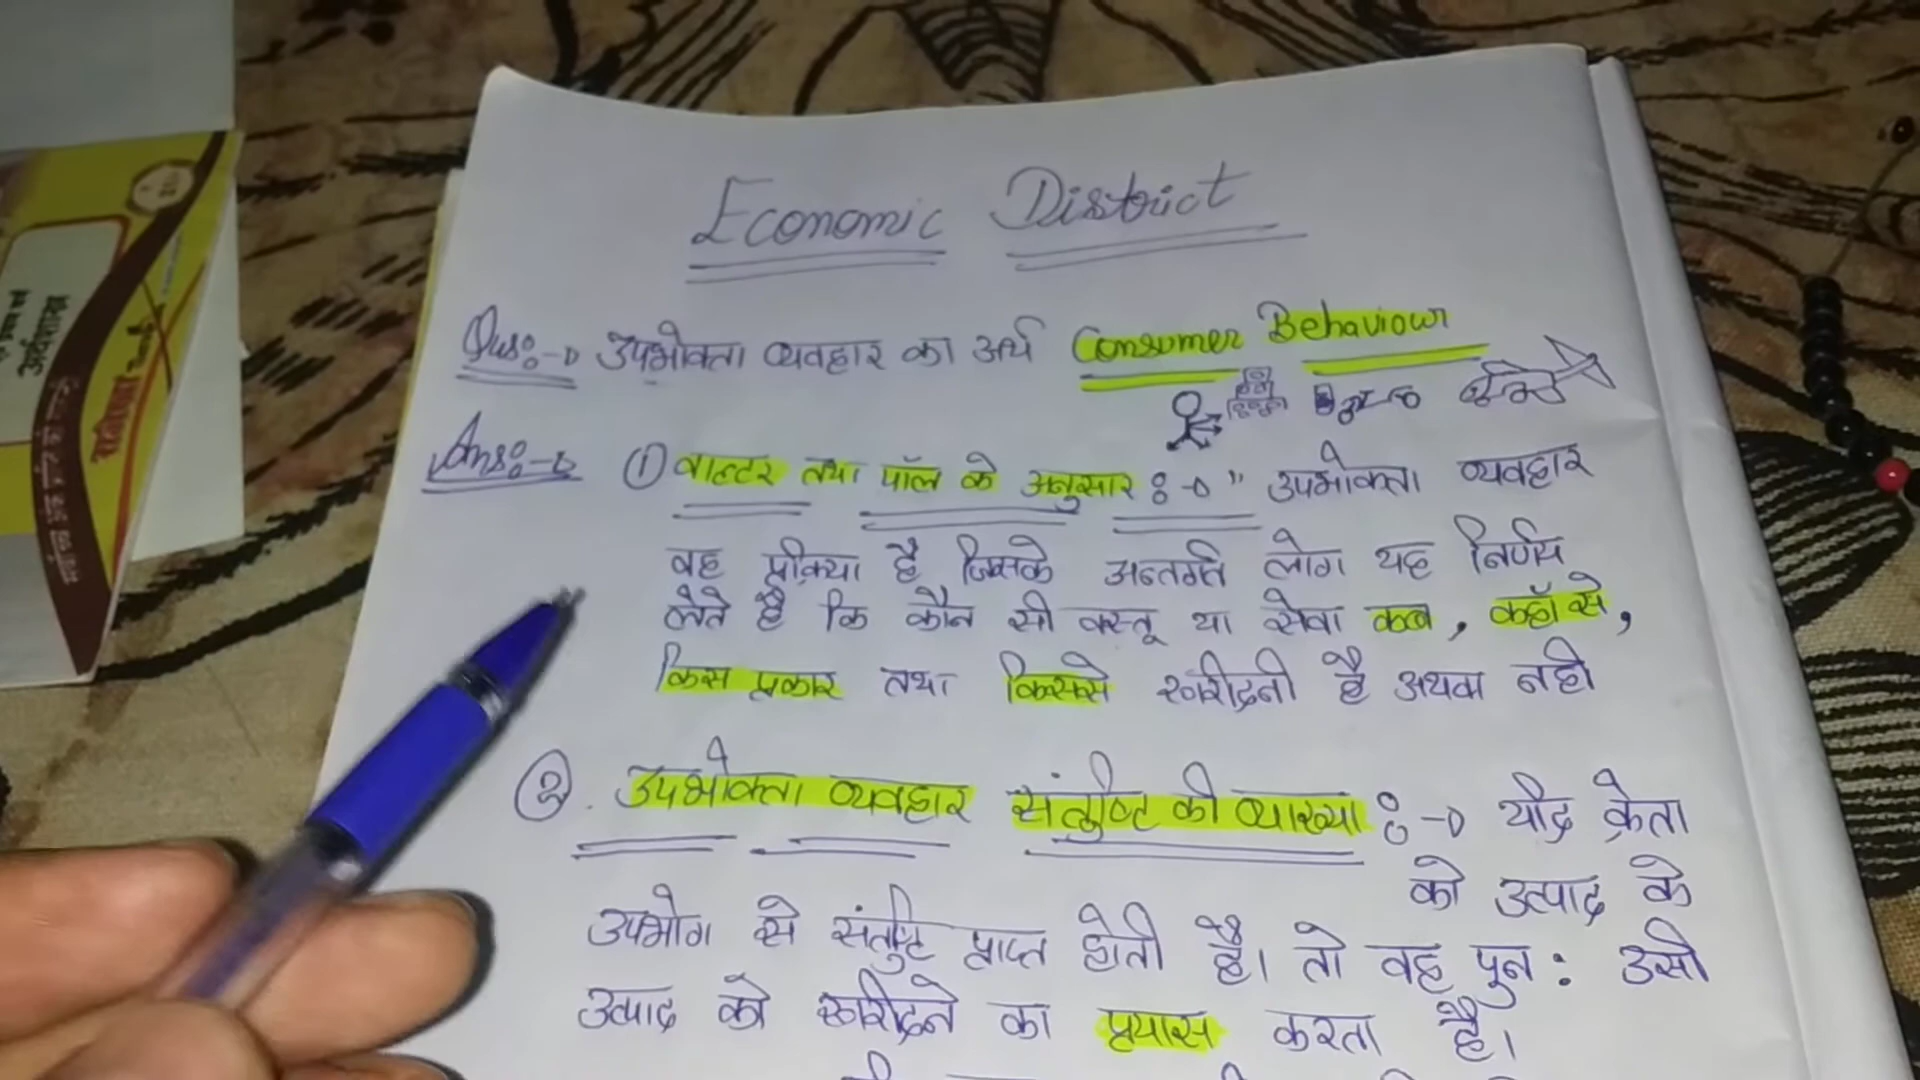 Economic District
Ques:- उपभोक्ता व्यवहार का अर्थ Consumer Behaviour
Ans:- ① वाल्टर तथा पॉल के अनुसार :- " उपभोक्ता व्यवहार
वह प्रक्रिया है जिसके अन्तर्गत लोग यह निर्णय
लेते है कि कौन सी वस्तू या सेवा कब, कहाँ से,
किस प्रकार तथा किससे खरीदनी है अथवा नही
②. उपभोक्ता व्यवहार संतुष्टि की व्याख्या :- यदि क्रेता
को उत्पाद के
उपभोग से संतुष्टि प्राप्त होती है। तो वह पुन: उसी
उत्पाद को खरीदने का प्रयास करता है।
अर्थशास्त्र